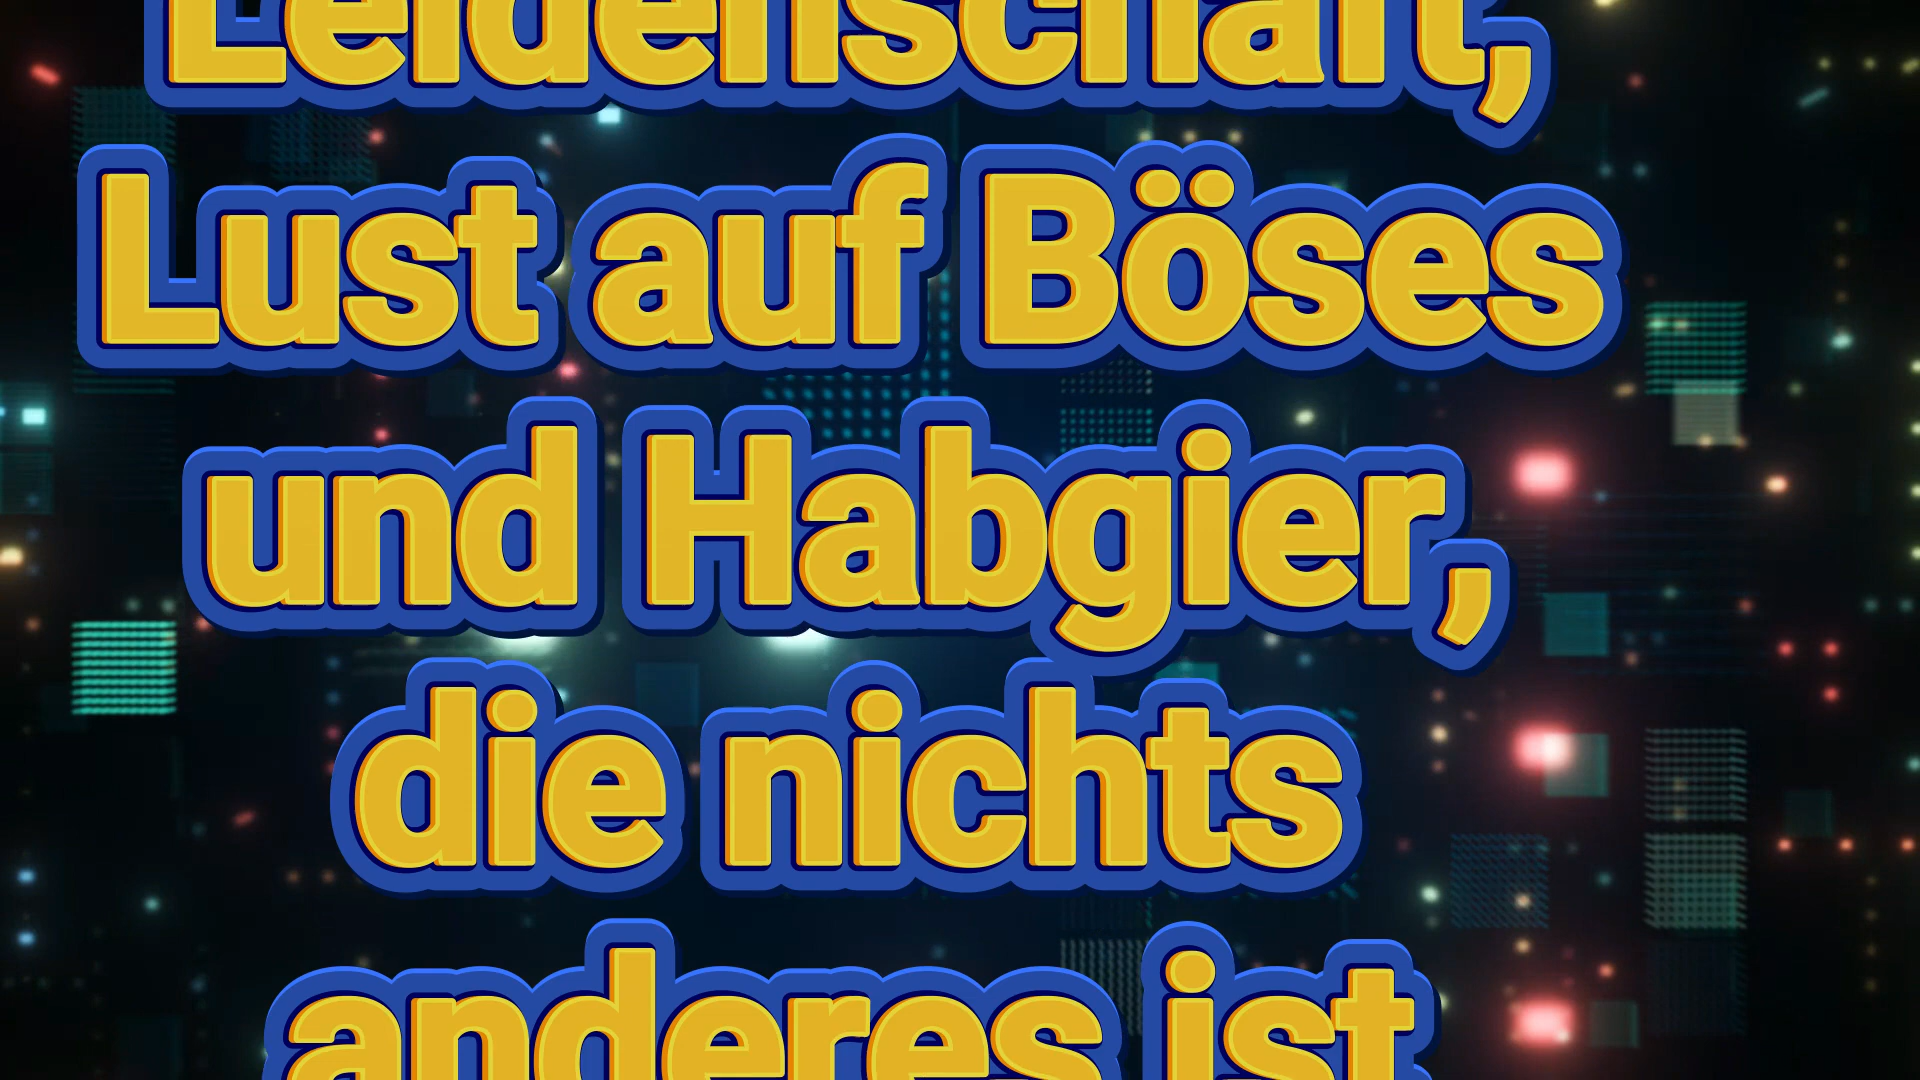 Leidenschaft,
Lust auf Böses
und Habgier,
die nichts
anderes ist